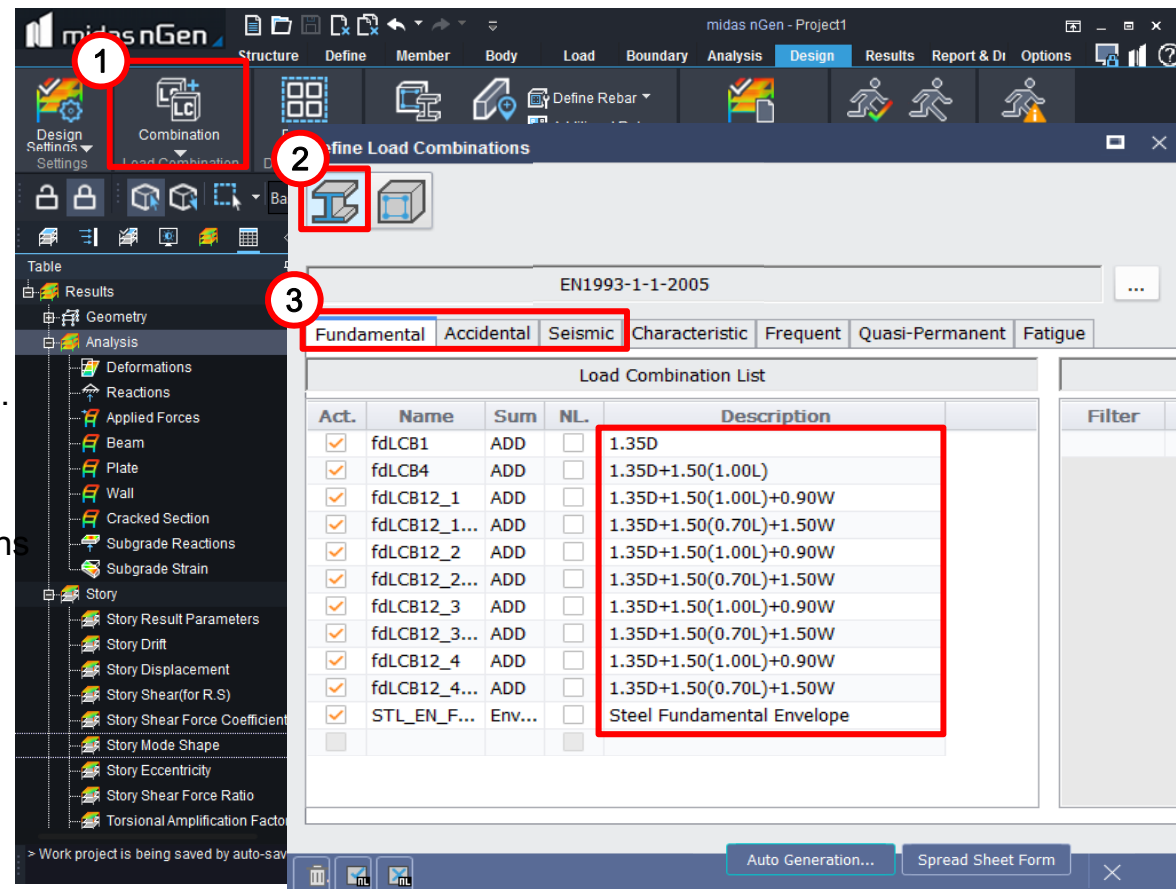 midas nGen
midas nGen - Project1
1
Structure Define Member Body Load Boundary Analysis Design Results Report & Di Options
Define Rebar
Design Settings
Combination
Settings
Load Combination
2
Define Load Combinations
Ba
Table
EN1993-1-1-2005
...
Results
3
Geometry
Fundamental Accidental Seismic Characteristic Frequent Quasi-Permanent Fatigue
Analysis
Deformations
Load Combination List
Reactions
.
Applied Forces
Act. Name Sum NL. Description Filter
Beam
fdLCB1 ADD 1.35D
Plate
fdLCB4 ADD 1.35D+1.50(1.00L)
Wall
fdLCB12_1 ADD 1.35D+1.50(1.00L)+0.90W
Cracked Section
fdLCB12_1... ADD 1.35D+1.50(0.70L)+1.50W
ns
Subgrade Reactions
fdLCB12_2 ADD 1.35D+1.50(1.00L)+0.90W
Subgrade Strain
fdLCB12_2... ADD 1.35D+1.50(0.70L)+1.50W
Story
fdLCB12_3 ADD 1.35D+1.50(1.00L)+0.90W
Story Result Parameters
fdLCB12_3... ADD 1.35D+1.50(0.70L)+1.50W
Story Drift
fdLCB12_4 ADD 1.35D+1.50(1.00L)+0.90W
Story Displacement
fdLCB12_4... ADD 1.35D+1.50(0.70L)+1.50W
Story Shear(for R.S)
STL_EN_F... Env... Steel Fundamental Envelope
Story Shear Force Coefficient
Story Mode Shape
Story Eccentricity
Story Shear Force Ratio
Torsional Amplification Facto
> Work project is being saved by auto-sav
Auto Generation... Spread Sheet Form
NL NL